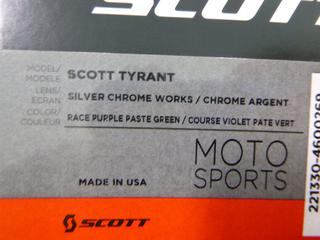 SCOTT
MODEL/
MODELE
SCOTT TYRANT
LENS/
ECRAN
SILVER CHROME WORKS / CHROME ARGENT
COLOR/
COULEUR
RACE PURPLE PASTE GREEN / COURSE VIOLET PATE VERT
MOTO
SPORTS
MADE IN USA
SCOTT
221330-4600269